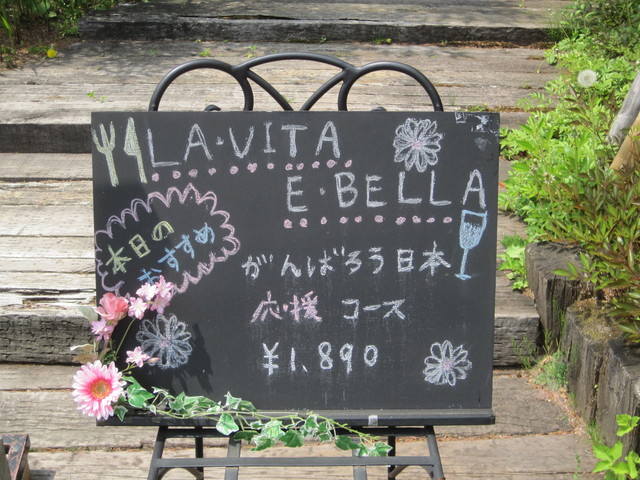 LA·VITA
E·BELLA
本日の
おすすめ
がんばろう日本
応・援 コース
¥1,890